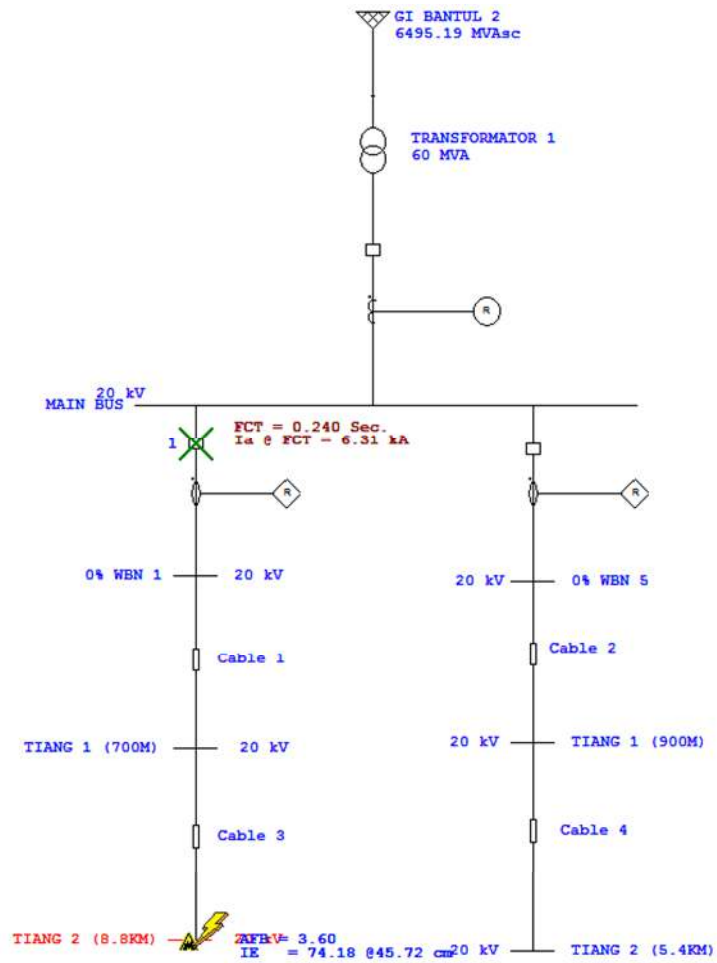 GI BANTUL 2
6495.19 MVAsc
TRANSFORMATOR 1
60 MVA
R
20 kV
MAIN BUS
FCT = 0.240 Sec.
1
Ia @ FCT = 6.31 kA
R
R
0% WBN 1
20 kV
20 kV
0% WBN 5
Cable 1
Cable 2
TIANG 1 (700M)
20 kV
20 kV
TIANG 1 (900M)
Cable 3
Cable 4
TIANG 2 (8.8KM)
AFB = 3.60
IE = 74.18 @45.72 cm
20 kV
TIANG 2 (5.4KM)